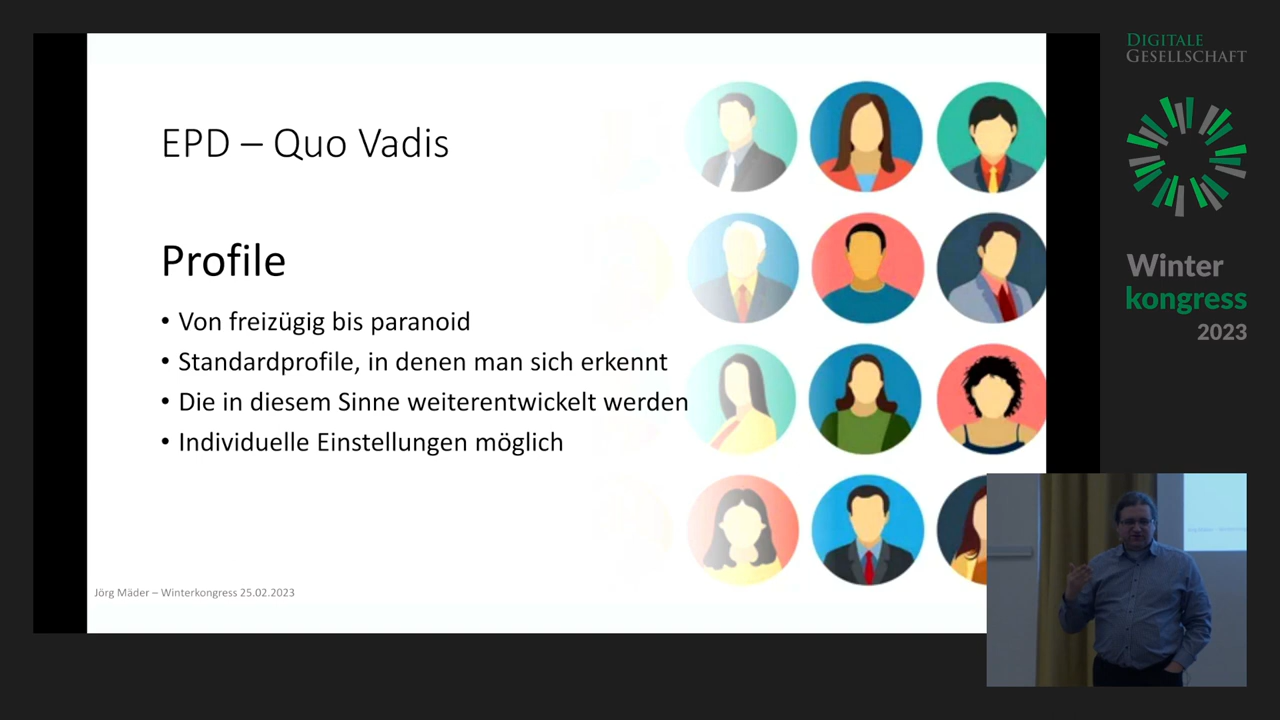 EPD – Quo Vadis
Profile
• Von freizügig bis paranoid
• Standardprofile, in denen man sich erkennt
• Die in diesem Sinne weiterentwickelt werden
• Individuelle Einstellungen möglich
Jörg Mäder – Winterkongress 25.02.2023
DIGITALE
GESELLSCHAFT
Winter
kongress
2023